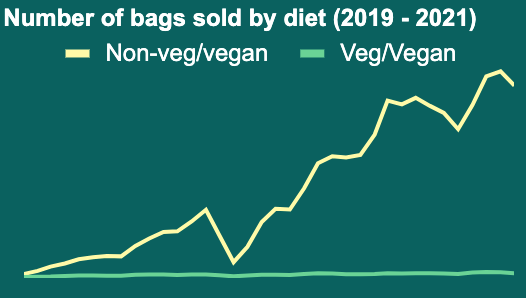 Number of bags sold by diet (2019 - 2021)
Non-veg/vegan Veg/Vegan